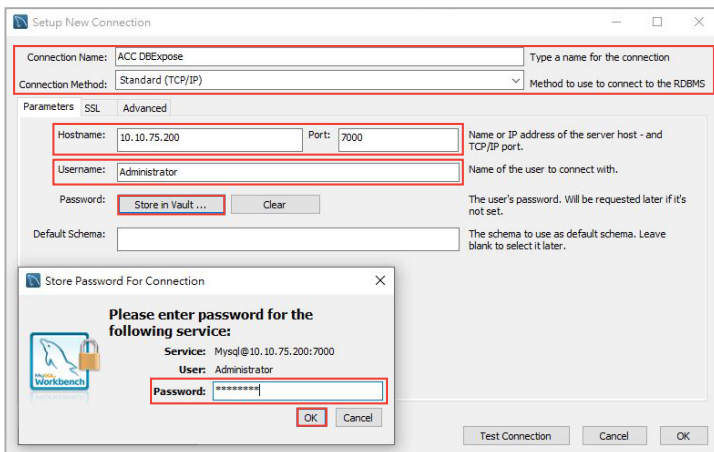 Setup New Connection
Connection Name: ACC DBExpose Type a name for the connection
Connection Method: Standard (TCP/IP) Method to use to connect to the RDBMS
Parameters SSL Advanced
Hostname: 10.10.75.200 Port: 7000 Name or IP address of the server host - and
TCP/IP port.
Username: Administrator Name of the user to connect with.
Password: Store in Vault ... Clear The user's password. Will be requested later if it's
not set.
Default Schema: The schema to use as default schema. Leave
blank to select it later.
Store Password For Connection
Please enter password for the
following service:
Service: Mysql@10.10.75.200:7000
User: Administrator
Password: ********
MySQL
Workbench
OK Cancel
Test Connection Cancel OK